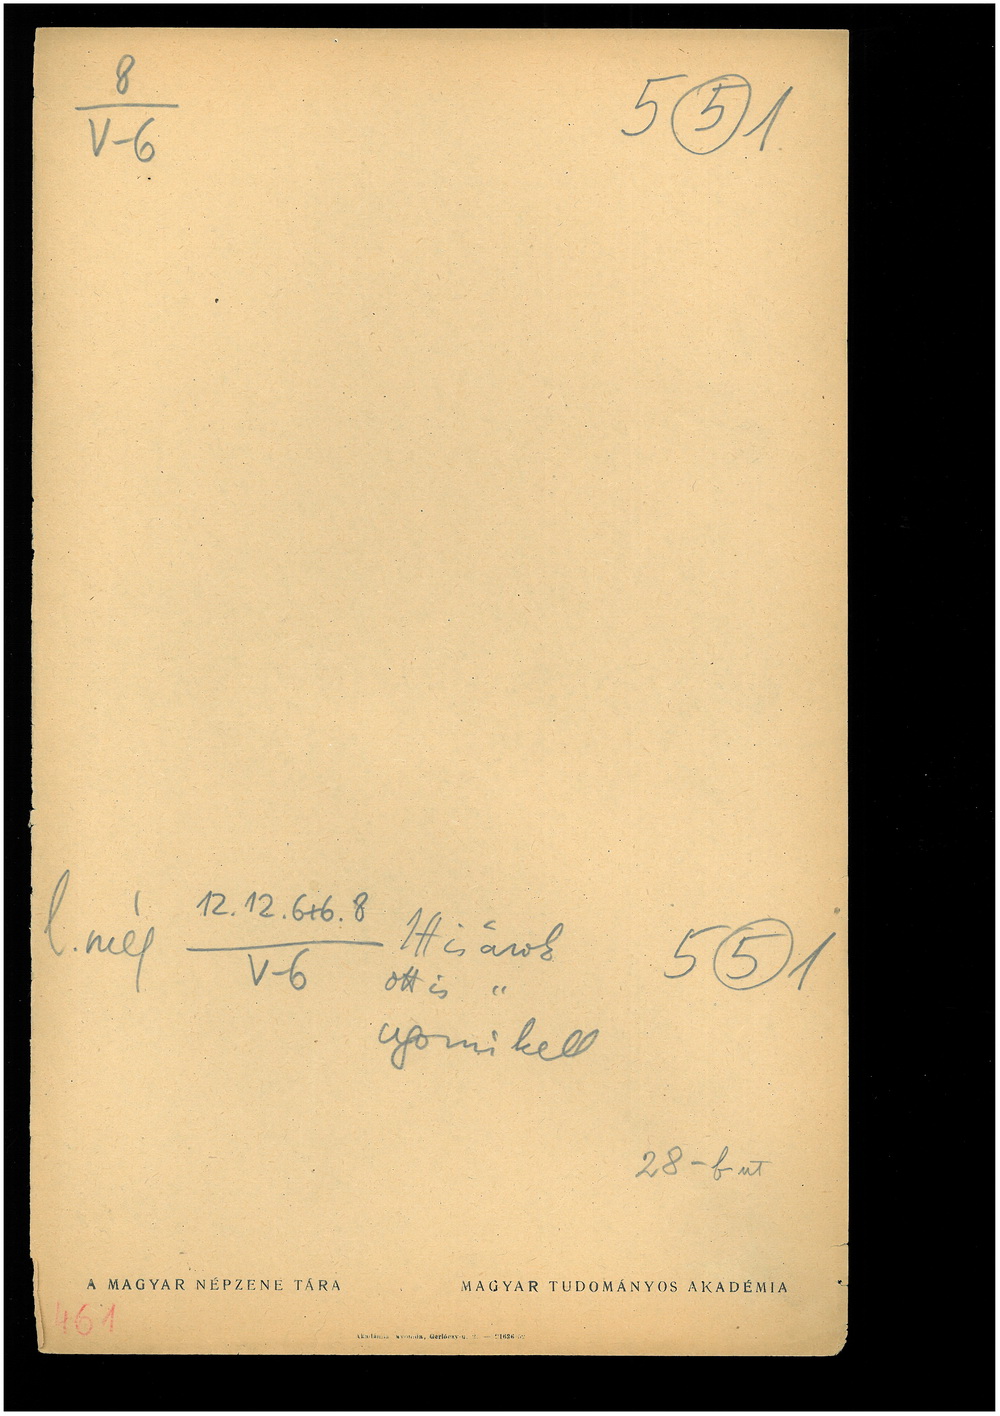 8
V-6
5 5 1
l. még 12.12.6+6.8
V-6
Itt is árok
ott is "
ugorni kell
5 5 1
28-
A MAGYAR NÉPZENE TÁRA
MAGYAR TUDOMÁNYOS AKADÉMIA
461